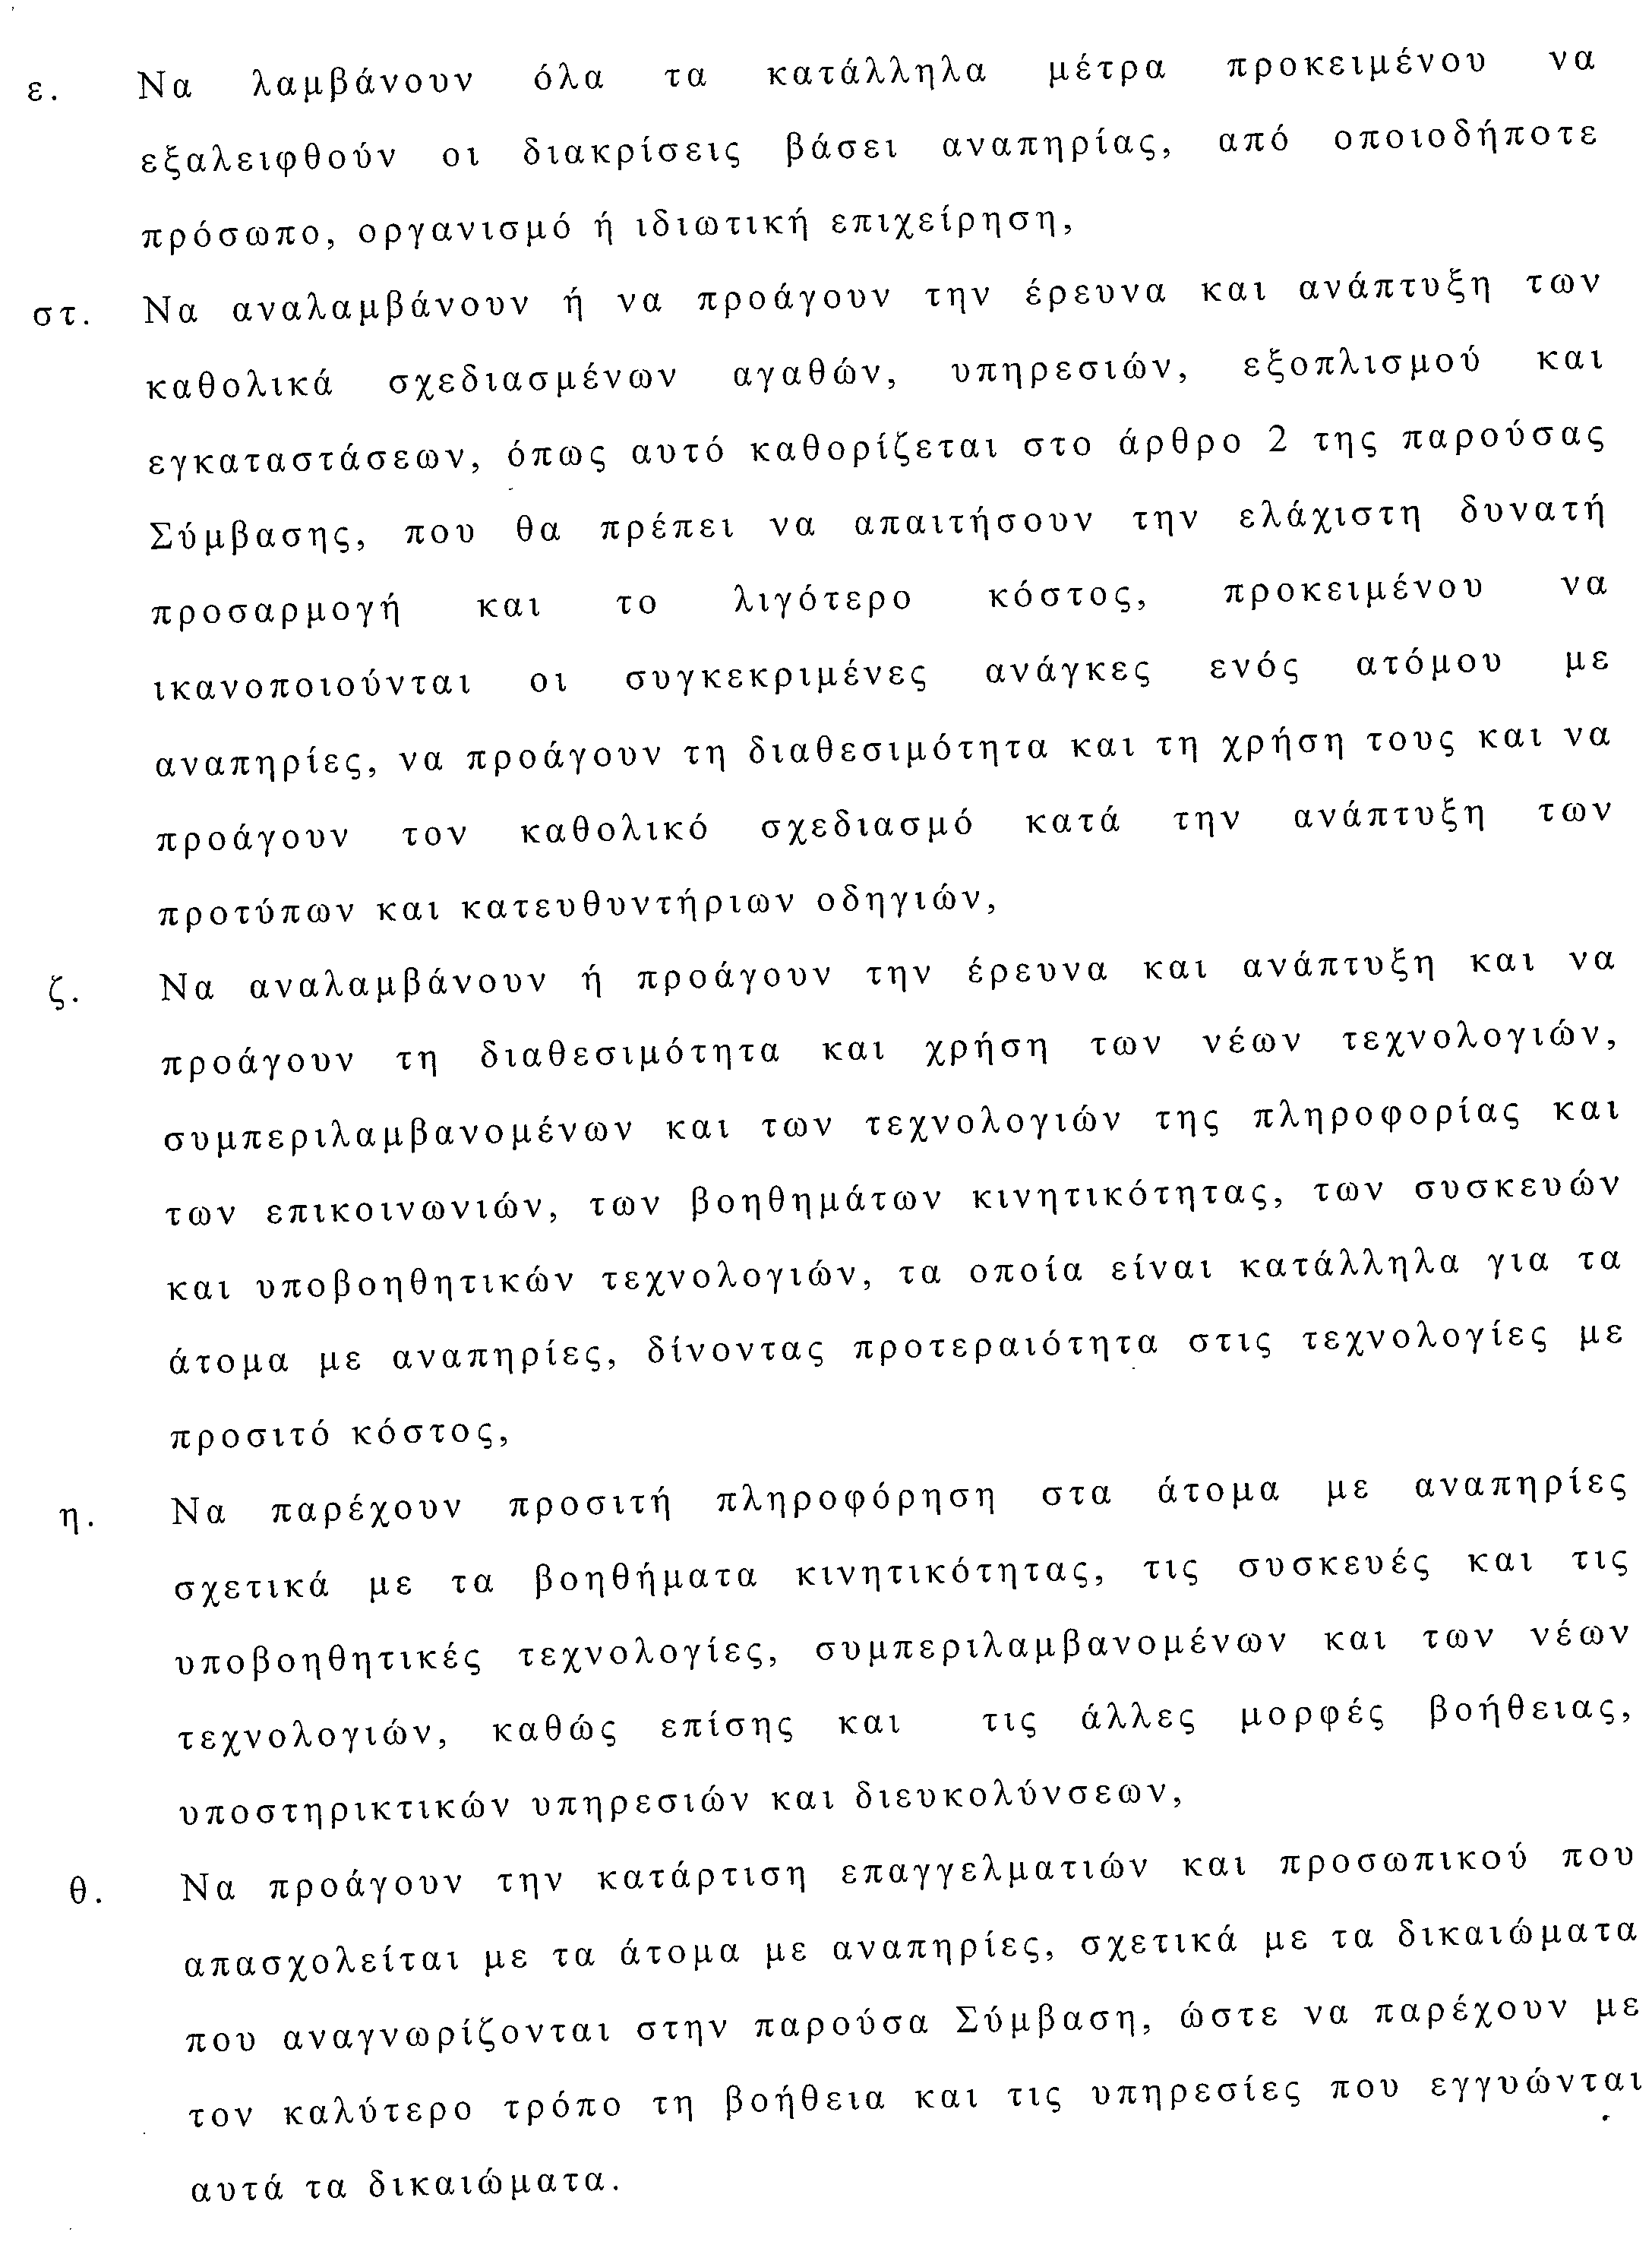 ε. Να λαμβάνουν όλα τα κατάλληλα μέτρα προκειμένου να
εξαλειφθούν οι διακρίσεις βάσει αναπηρίας, από οποιοδήποτε
πρόσωπο, οργανισμό ή ιδιωτική επιχείρηση,
στ. Να αναλαμβάνουν ή να προάγουν την έρευνα και ανάπτυξη των
καθολικά σχεδιασμένων αγαθών, υπηρεσιών, εξοπλισμού και
εγκαταστάσεων, όπως αυτό καθορίζεται στο άρθρο 2 της παρούσας
Σύμβασης, που θα πρέπει να απαιτήσουν την ελάχιστη δυνατή
προσαρμογή και το λιγότερο κόστος, προκειμένου να
ικανοποιούνται οι συγκεκριμένες ανάγκες ενός ατόμου με
αναπηρίες, να προάγουν τη διαθεσιμότητα και τη χρήση τους και να
προάγουν τον καθολικό σχεδιασμό κατά την ανάπτυξη των
προτύπων και κατευθυντήριων οδηγιών,
ζ. Να αναλαμβάνουν ή προάγουν την έρευνα και ανάπτυξη και να
προάγουν τη διαθεσιμότητα και χρήση των νέων τεχνολογιών,
συμπεριλαμβανομένων και των τεχνολογιών της πληροφορίας και
των επικοινωνιών, των βοηθημάτων κινητικότητας, των συσκευών
και υποβοηθητικών τεχνολογιών, τα οποία είναι κατάλληλα για τα
άτομα με αναπηρίες, δίνοντας προτεραιότητα στις τεχνολογίες με
προσιτό κόστος,
η. Να παρέχουν προσιτή πληροφόρηση στα άτομα με αναπηρίες
σχετικά με τα βοηθήματα κινητικότητας, τις συσκευές και τις
υποβοηθητικές τεχνολογίες, συμπεριλαμβανομένων και των νέων
τεχνολογιών, καθώς επίσης και τις άλλες μορφές βοήθειας,
υποστηρικτικών υπηρεσιών και διευκολύνσεων,
θ. Να προάγουν την κατάρτιση επαγγελματιών και προσωπικού που
απασχολείται με τα άτομα με αναπηρίες, σχετικά με τα δικαιώματα
που αναγνωρίζονται στην παρούσα Σύμβαση, ώστε να παρέχουν με
τον καλύτερο τρόπο τη βοήθεια και τις υπηρεσίες που εγγυώνται
αυτά τα δικαιώματα.